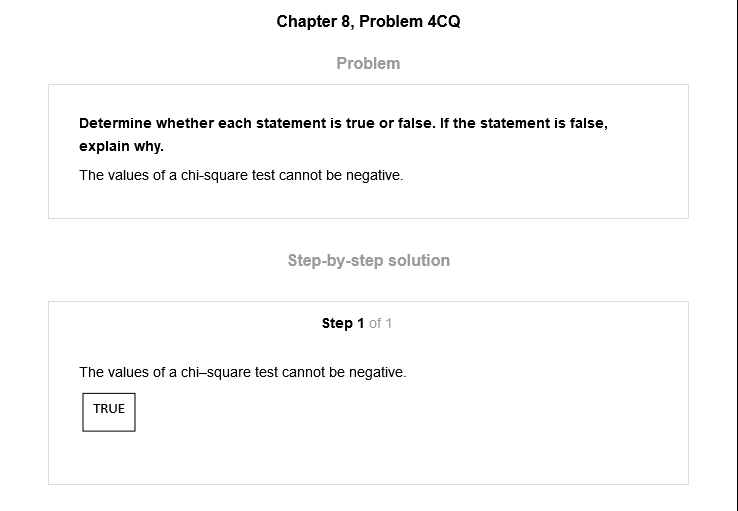 Chapter 8, Problem 4CQ
Problem
Determine whether each statement is true or false. If the statement is false,
explain why.
The values of a chi-square test cannot be negative.
Step-by-step solution
Step 1 of 1
The values of a chi–square test cannot be negative.
TRUE